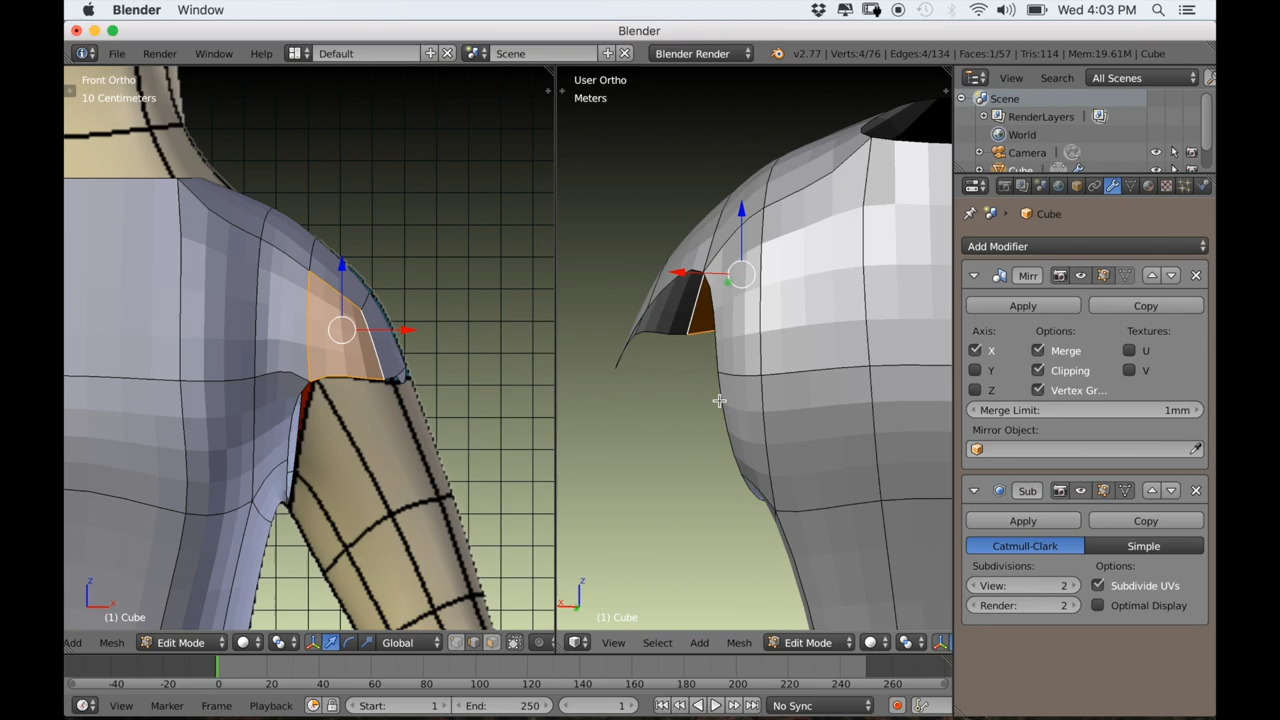 Blender Window Wed 4:03 PM
Blender
File Render Window Help Default Scene Blender Render v2.77 | Verts:4/76 | Edges:4/134 | Faces:1/57 | Tris:114 | Mem:19.61M | Cube
Front Ortho
10 Centimeters
User Ortho
Meters
View Search All Scenes
Scene
RenderLayers
World
Camera
Cube
Cube
Add Modifier
Mirr
Apply Copy
Axis: Options: Textures:
X Merge U
Y Clipping V
Z Vertex Gr...
Merge Limit: 1mm
Mirror Object:
Sub
Apply Copy
Catmull-Clark Simple
Subdivisions: Options:
View: 2 Subdivide UVs
Render: 2 Optimal Display
z
x
(1) Cube
z
x
(1) Cube
Add Mesh Edit Mode Global
View Select Add Mesh Edit Mode
-40 -20 0 20 40 60 80 100 120 140 160 180 200 220 240 260
View Marker Frame Playback Start: 1 End: 250 1 No Sync